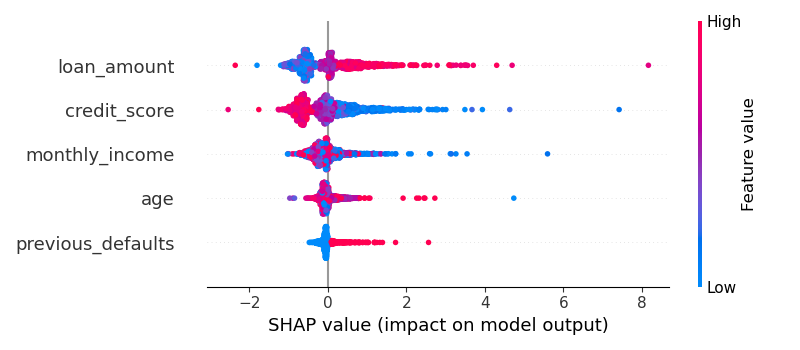 High
loan_amount
credit_score
monthly_income
age
previous_defaults
Feature value
Low
−2 0 2 4 6 8
SHAP value (impact on model output)